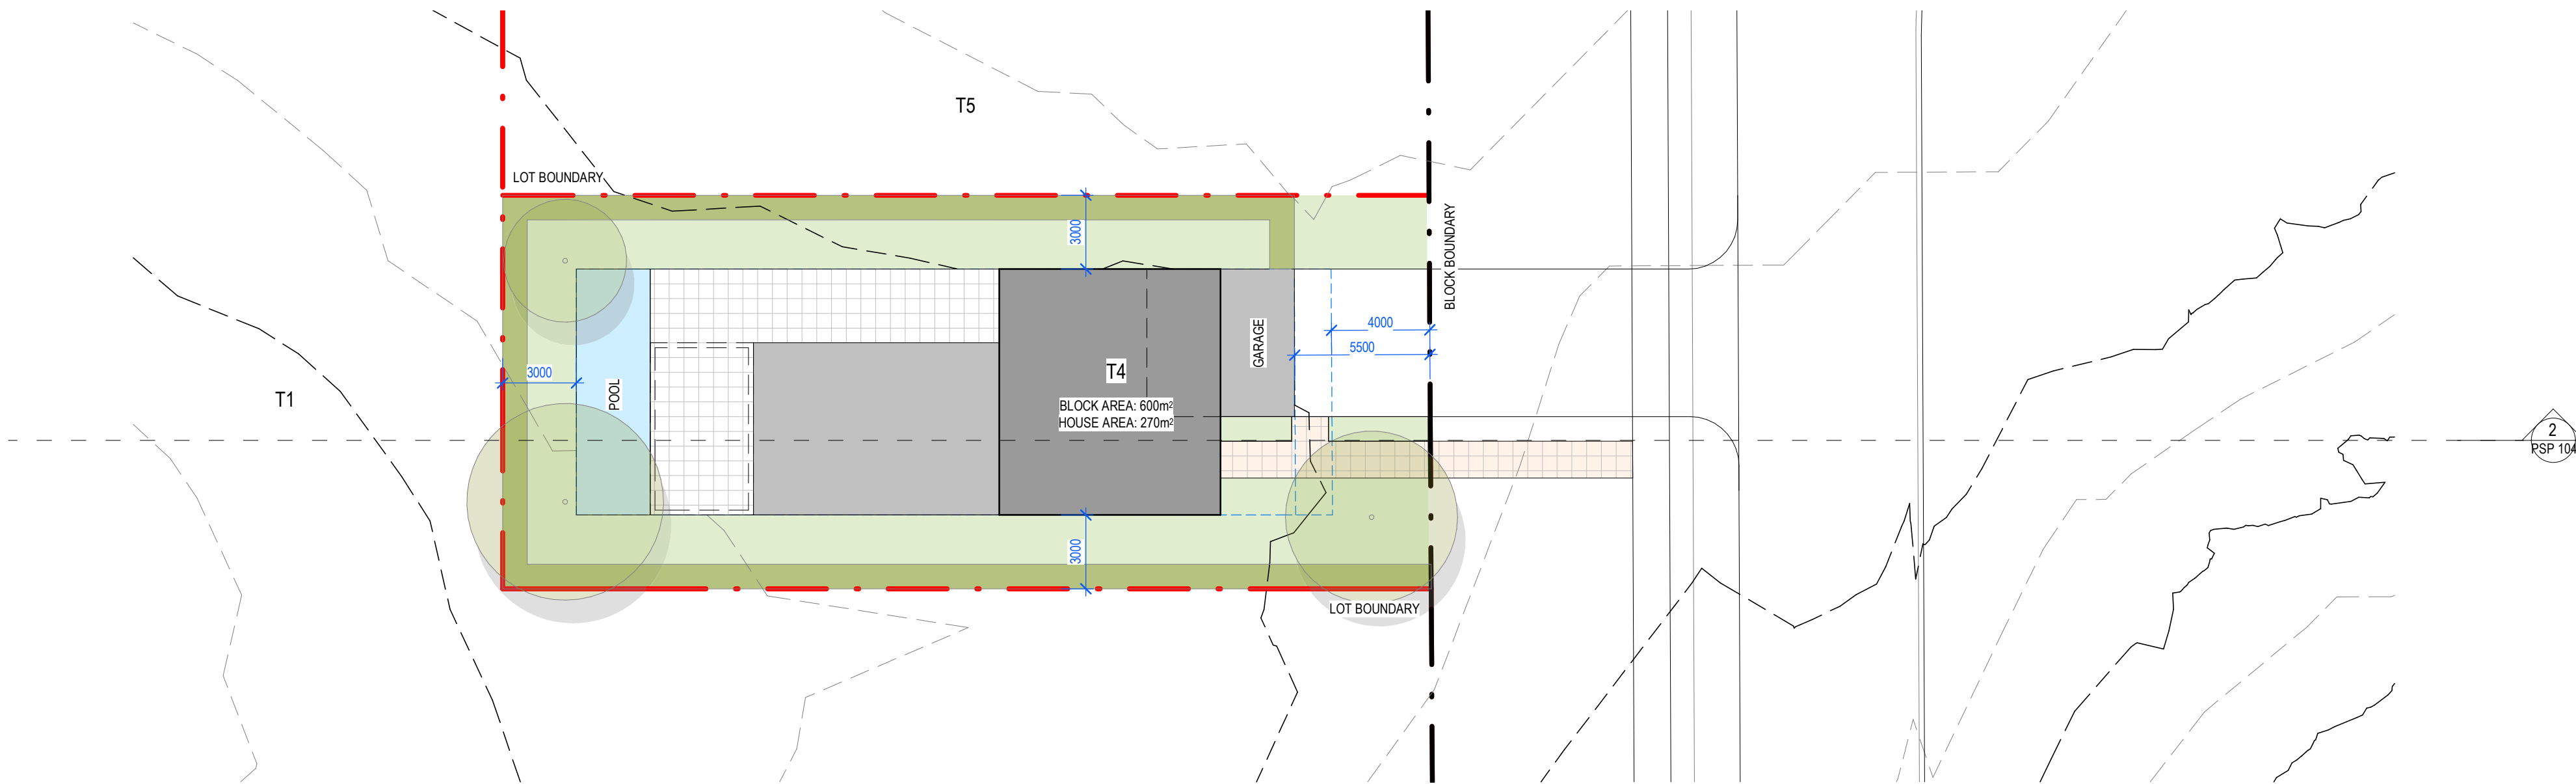 T5
LOT BOUNDARY
BLOCK BOUNDARY
3000
4000
GARAGE
5500
3000
T4
POOL
T1
BLOCK AREA: 600m²
HOUSE AREA: 270m²
2
PSP 104
3000
LOT BOUNDARY